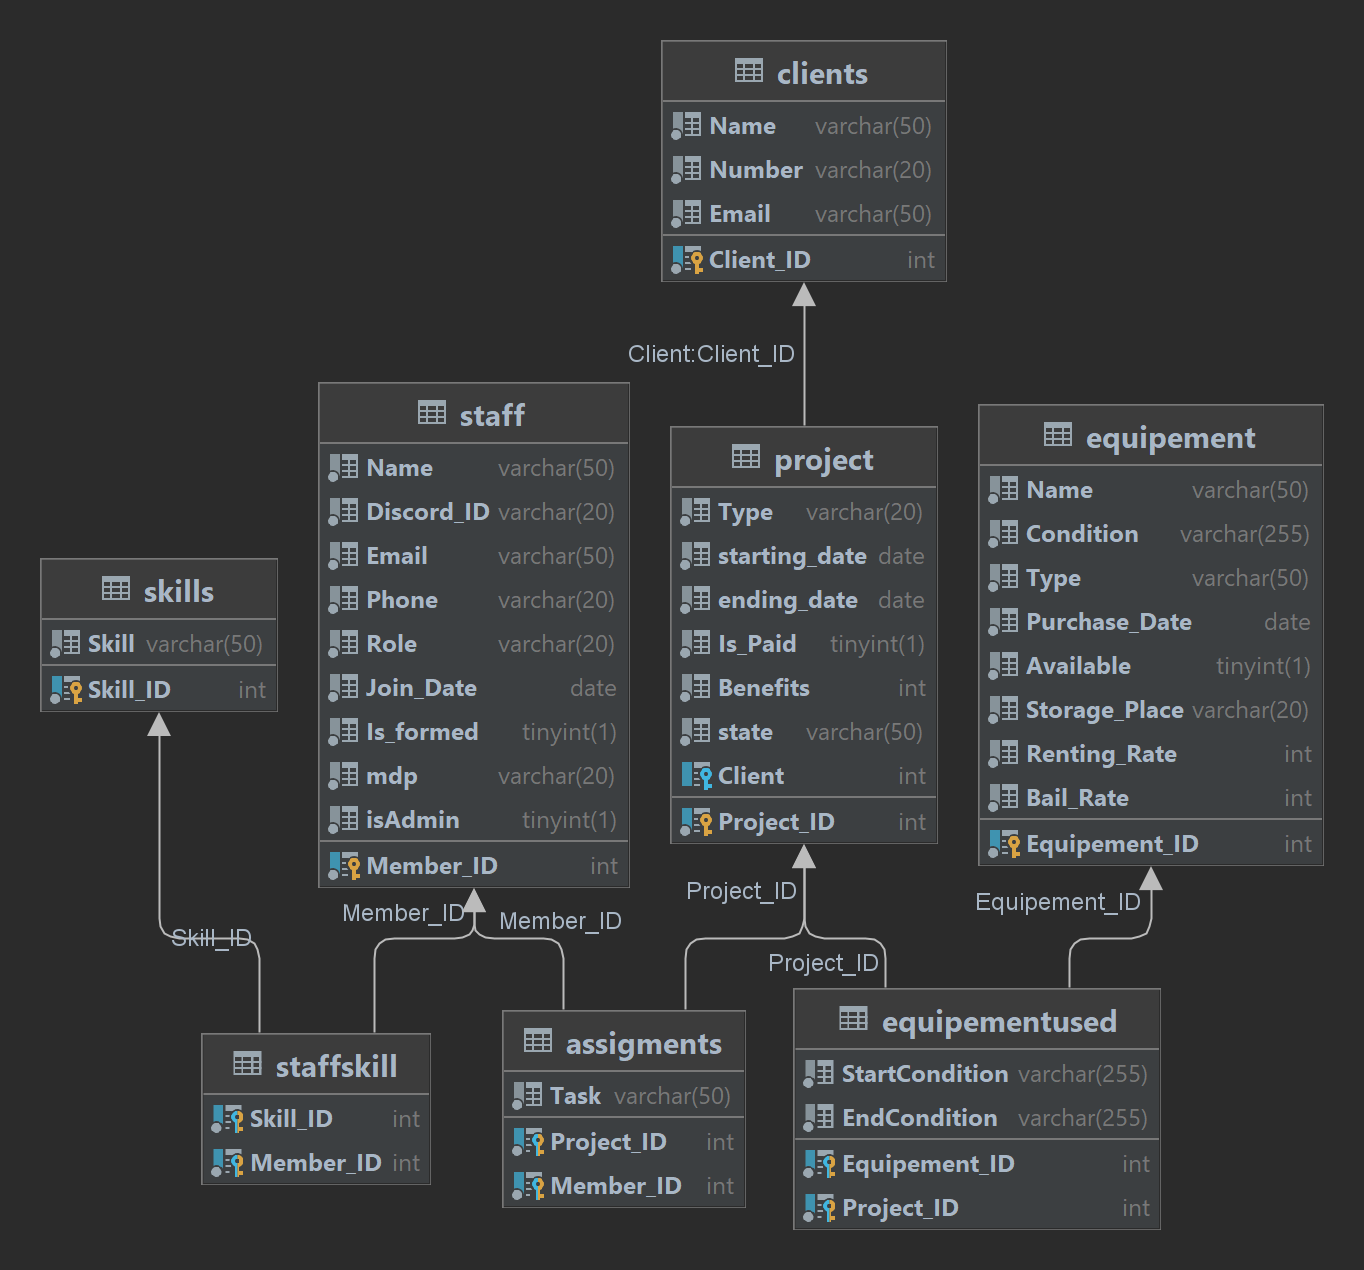 clients
Name varchar(50)
Number varchar(20)
Email varchar(50)
Client_ID int
Client:Client_ID
staff
Name varchar(50)
Discord_ID varchar(20)
Email varchar(50)
Phone varchar(20)
Role varchar(20)
Join_Date date
Is_formed tinyint(1)
mdp varchar(20)
isAdmin tinyint(1)
Member_ID int
project
Type varchar(20)
starting_date date
ending_date date
Is_Paid tinyint(1)
Benefits int
state varchar(50)
Client int
Project_ID int
equipement
Name varchar(50)
Condition varchar(255)
Type varchar(50)
Purchase_Date date
Available tinyint(1)
Storage_Place varchar(20)
Renting_Rate int
Bail_Rate int
Equipement_ID int
skills
Skill varchar(50)
Skill_ID int
Skill_ID
Member_ID
Member_ID
Project_ID
Project_ID
Equipement_ID
staffskill
Skill_ID int
Member_ID int
assigments
Task varchar(50)
Project_ID int
Member_ID int
equipementused
StartCondition varchar(255)
EndCondition varchar(255)
Equipement_ID int
Project_ID int